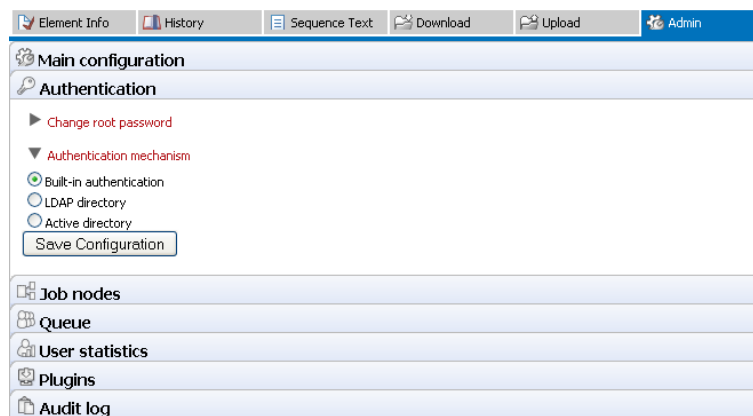 Element Info History Sequence Text Download Upload Admin
Main configuration
Authentication
Change root password
Authentication mechanism
Built-in authentication
LDAP directory
Active directory
Save Configuration
Job nodes
Queue
User statistics
Plugins
Audit log